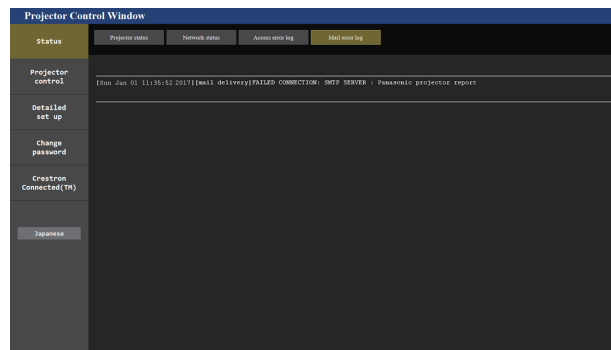 Projector Control Window
Status
Projector status
Network status
Access error log
Mail error log
Projector
control
[Sun Jan 01 11:35:52 2017][mail delivery]FAILED CONNECTION: SMTP SERVER : Panasonic projector report
Detailed
set up
Change
password
Crestron
Connected(TM)
Japanese